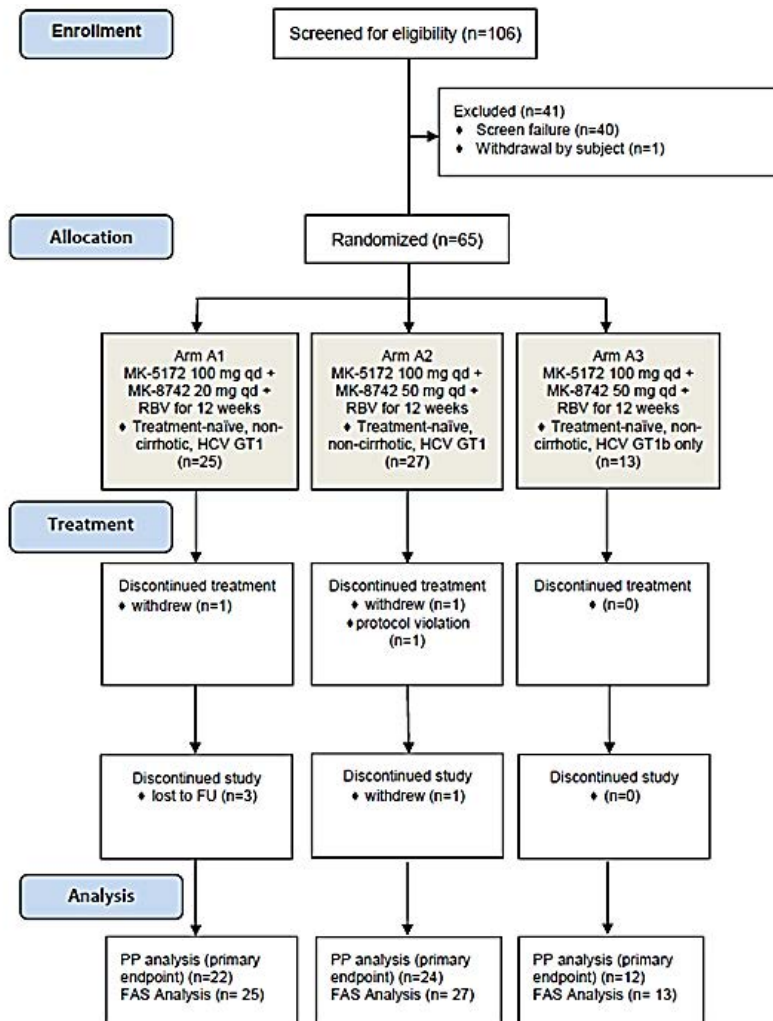 Enrollment
Screened for eligibility (n=106)
Excluded (n=41)
♦ Screen failure (n=40)
♦ Withdrawal by subject (n=1)
Allocation
Randomized (n=65)
Arm A1
MK-5172 100 mg qd +
MK-8742 20 mg qd +
RBV for 12 weeks
♦ Treatment-naïve, non-
cirrhotic, HCV GT1
(n=25)
Arm A2
MK-5172 100 mg qd +
MK-8742 50 mg qd +
RBV for 12 weeks
♦ Treatment-naïve,
non-cirrhotic, HCV GT1
(n=27)
Arm A3
MK-5172 100 mg qd +
MK-8742 50 mg qd +
RBV for 12 weeks
♦ Treatment-naïve, non-
cirrhotic, HCV GT1b only
(n=13)
Treatment
Discontinued treatment
♦ withdrew (n=1)
Discontinued treatment
♦ withdrew (n=1)
♦protocol violation
(n=1)
Discontinued treatment
♦ (n=0)
Discontinued study
♦ lost to FU (n=3)
Discontinued study
♦ withdrew (n=1)
Discontinued study
♦ (n=0)
Analysis
PP analysis (primary
endpoint) (n=22)
FAS Analysis (n= 25)
PP analysis (primary
endpoint) (n=24)
FAS Analysis (n= 27)
PP analysis (primary
endpoint) (n=12)
FAS Analysis (n= 13)